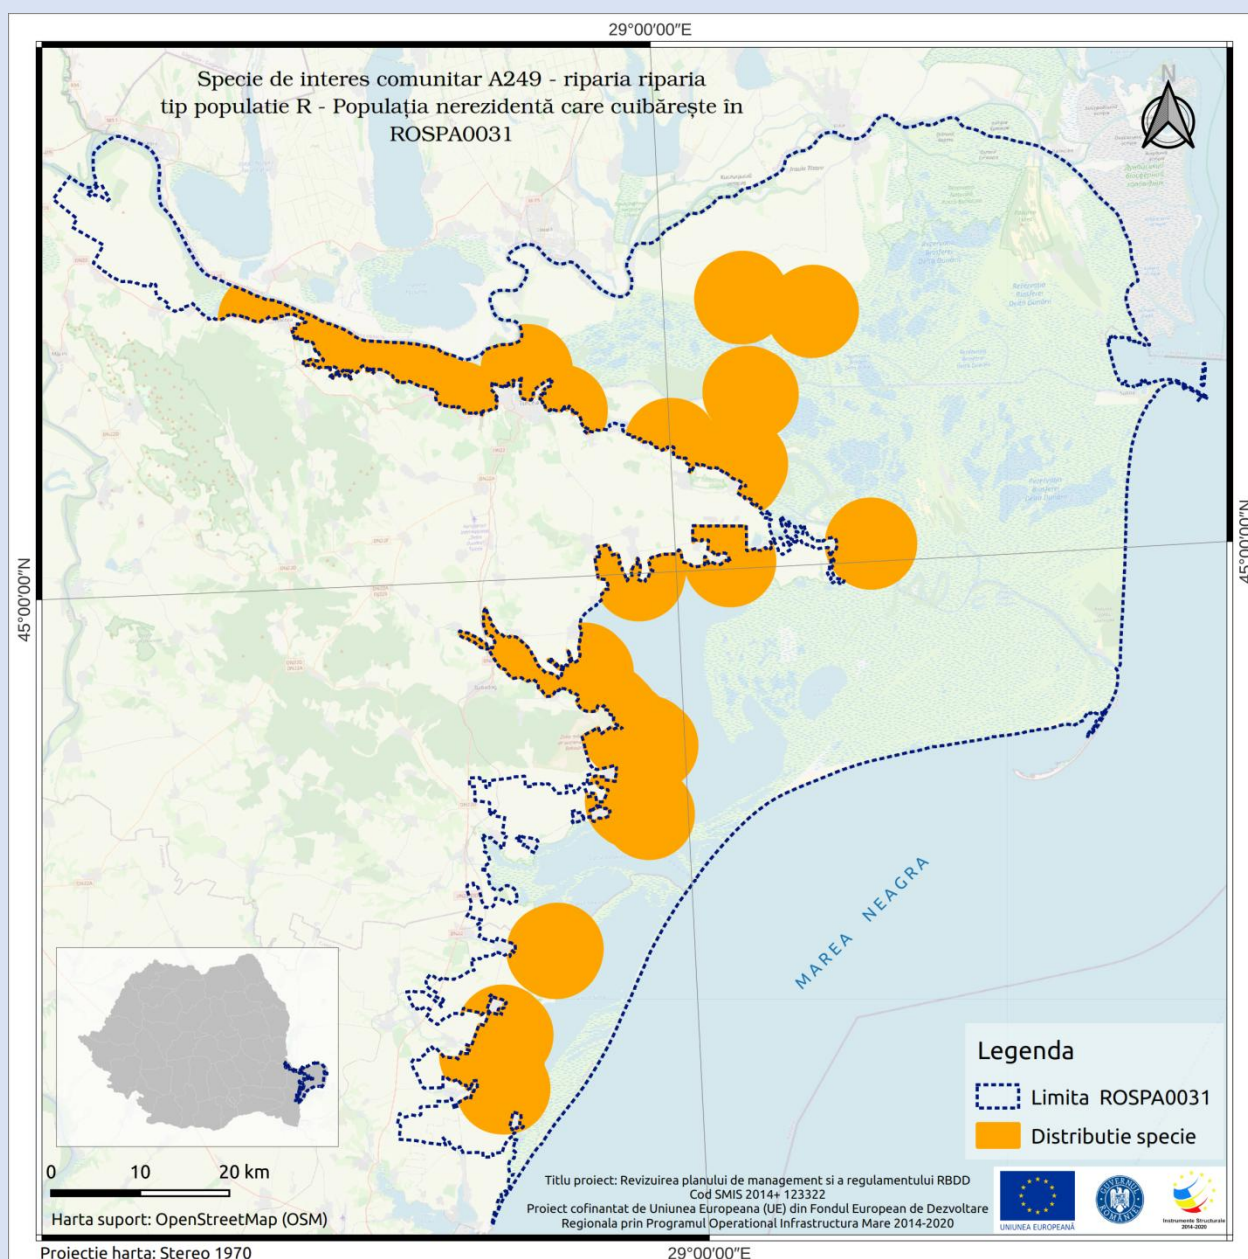 29°00'00"E
Specie de interes comunitar A249 - riparia riparia
tip populatie R - Populația nerezidentă care cuibărește în
ROSPA0031
N
45°00'00"N
45°00'00"N
MAREA NEAGRA
Legenda
Limita ROSPA0031
Distributie specie
0 10 20 km
Harta suport: OpenStreetMap (OSM)
Titlu proiect: Revizuirea planului de management si a regulamentului RBDD
Cod SMIS 2014+ 123322
Proiect cofinantat de Uniunea Europeana (UE) din Fondul European de Dezvoltare
Regionala prin Programul Operational Infrastructura Mare 2014-2020
UNIUNEA EUROPEANĂ
GUVERNUL ROMÂNIEI
Instrumente Structurale
2014-2020
Proiectie harta: Stereo 1970
29°00'00"E